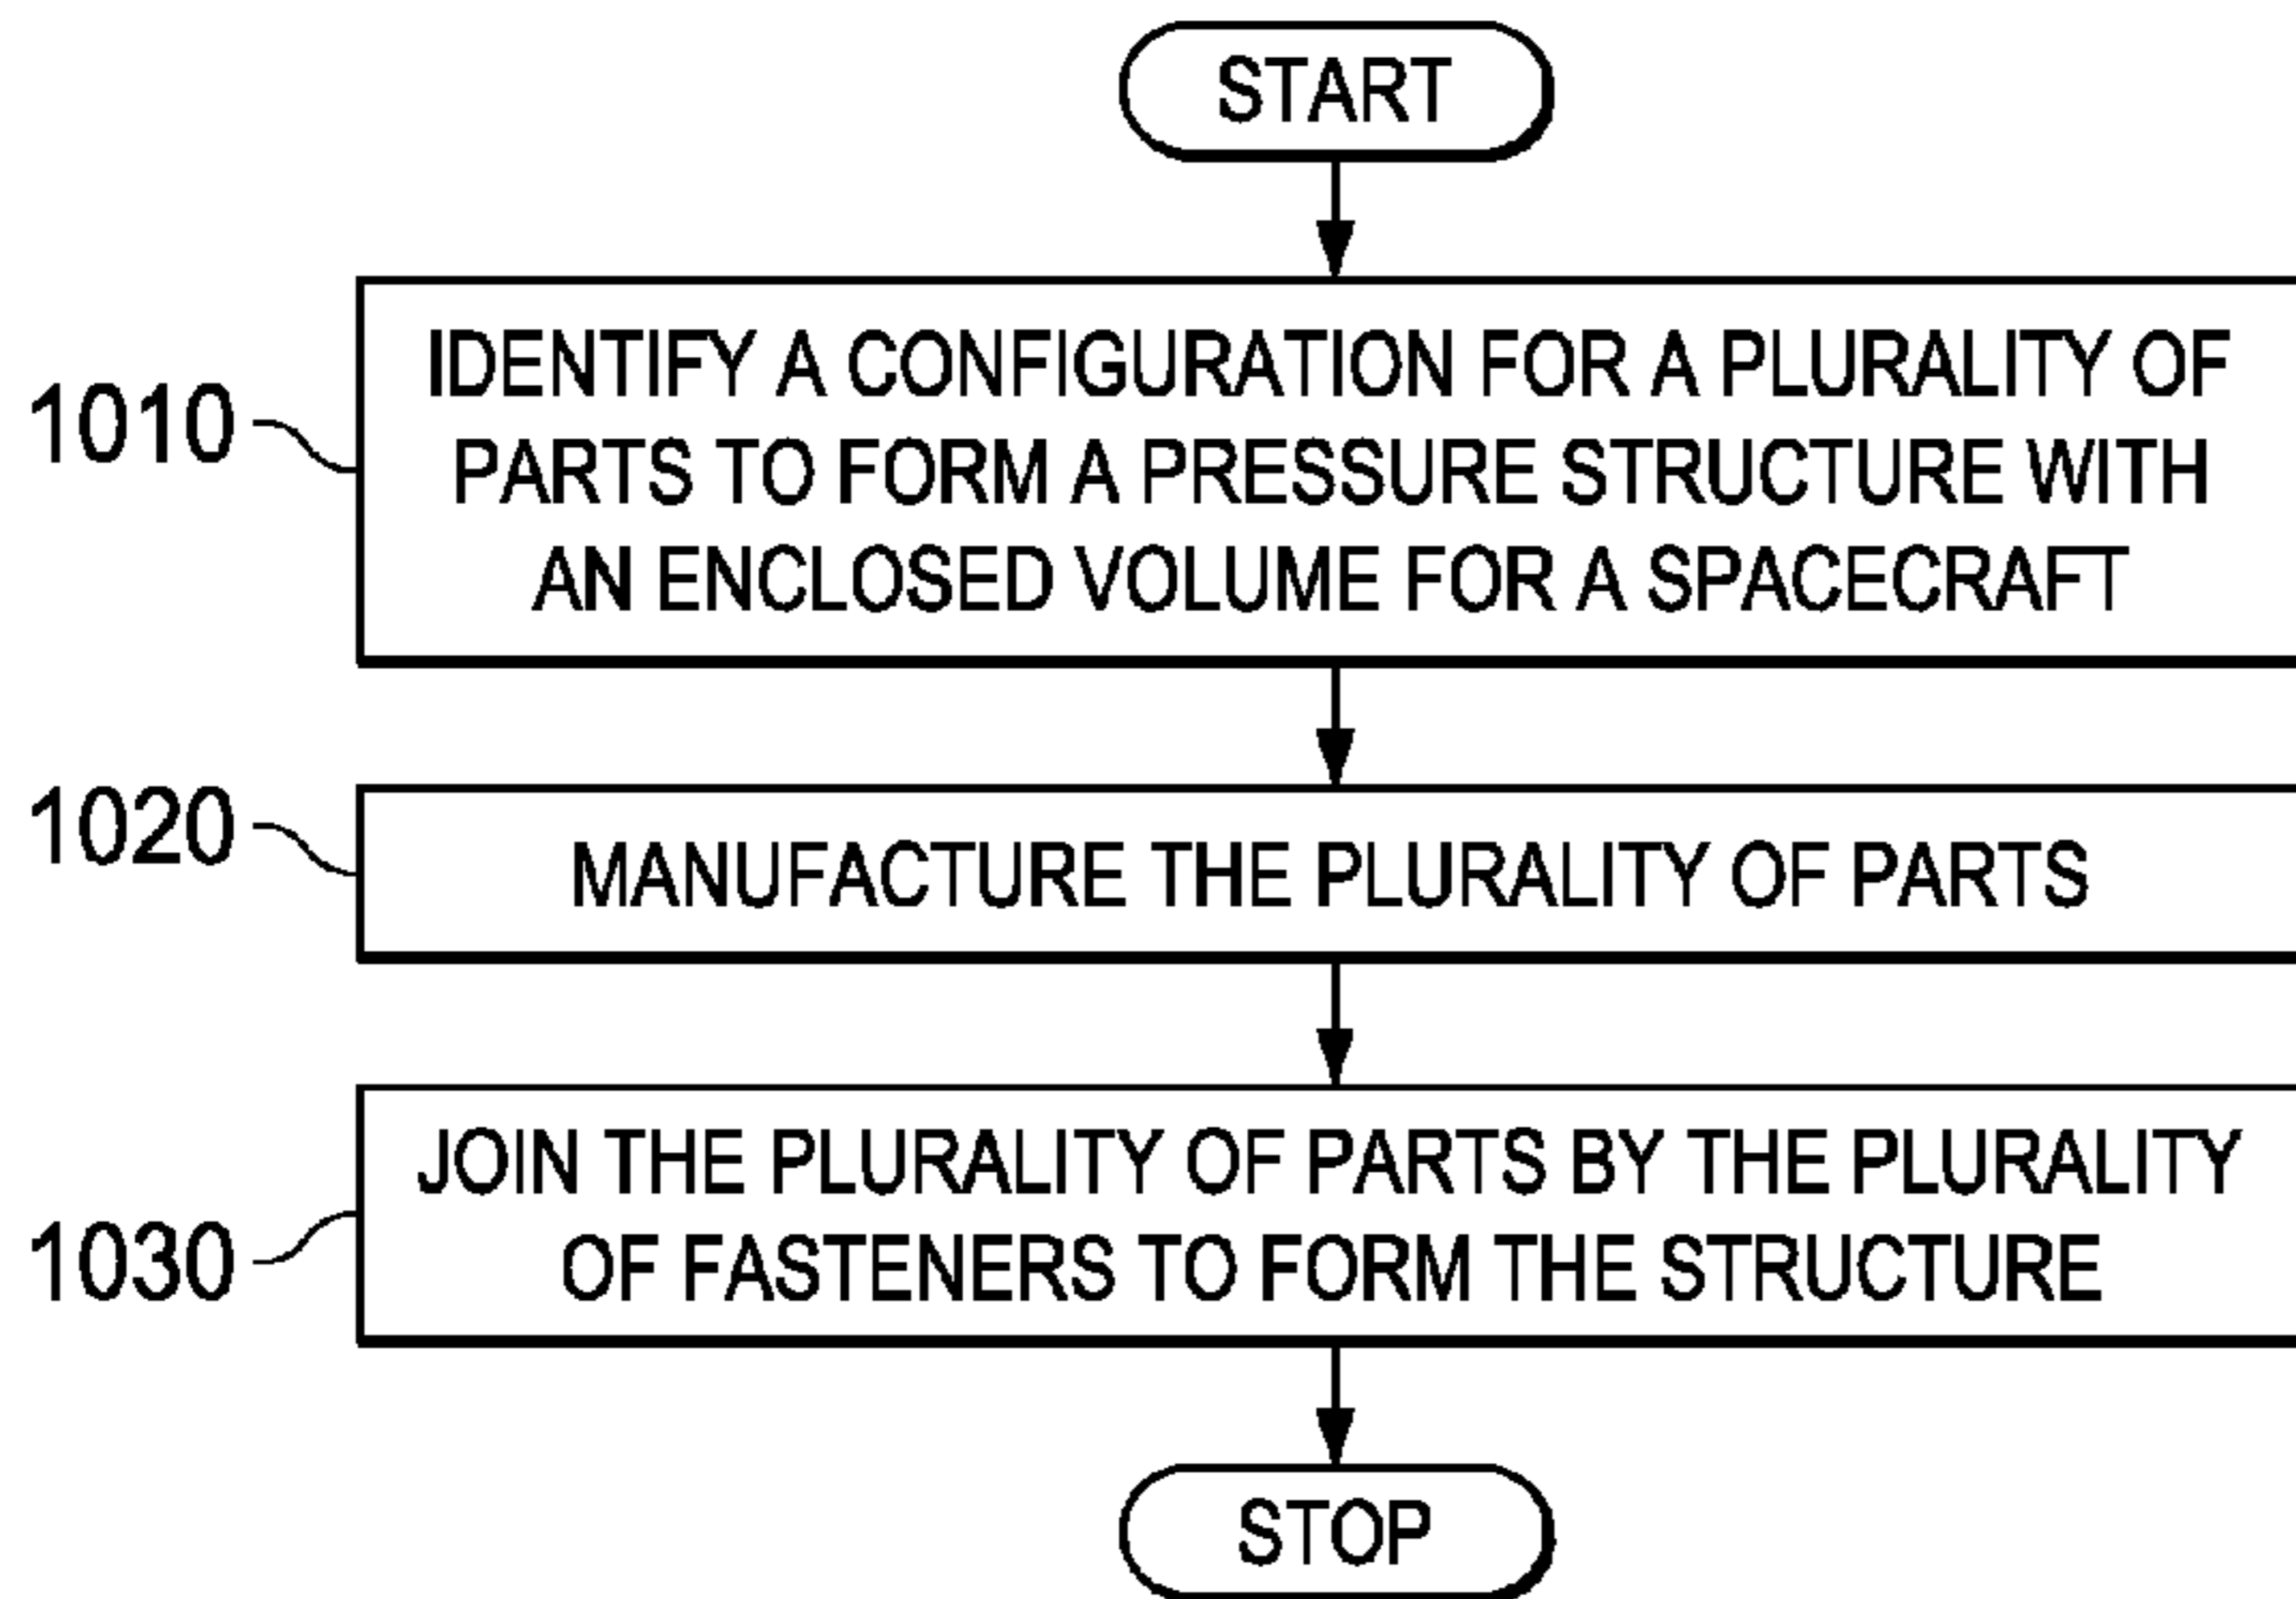 START
1010
IDENTIFY A CONFIGURATION FOR A PLURALITY OF
PARTS TO FORM A PRESSURE STRUCTURE WITH
AN ENCLOSED VOLUME FOR A SPACECRAFT
1020
MANUFACTURE THE PLURALITY OF PARTS
1030
JOIN THE PLURALITY OF PARTS BY THE PLURALITY
OF FASTENERS TO FORM THE STRUCTURE
STOP